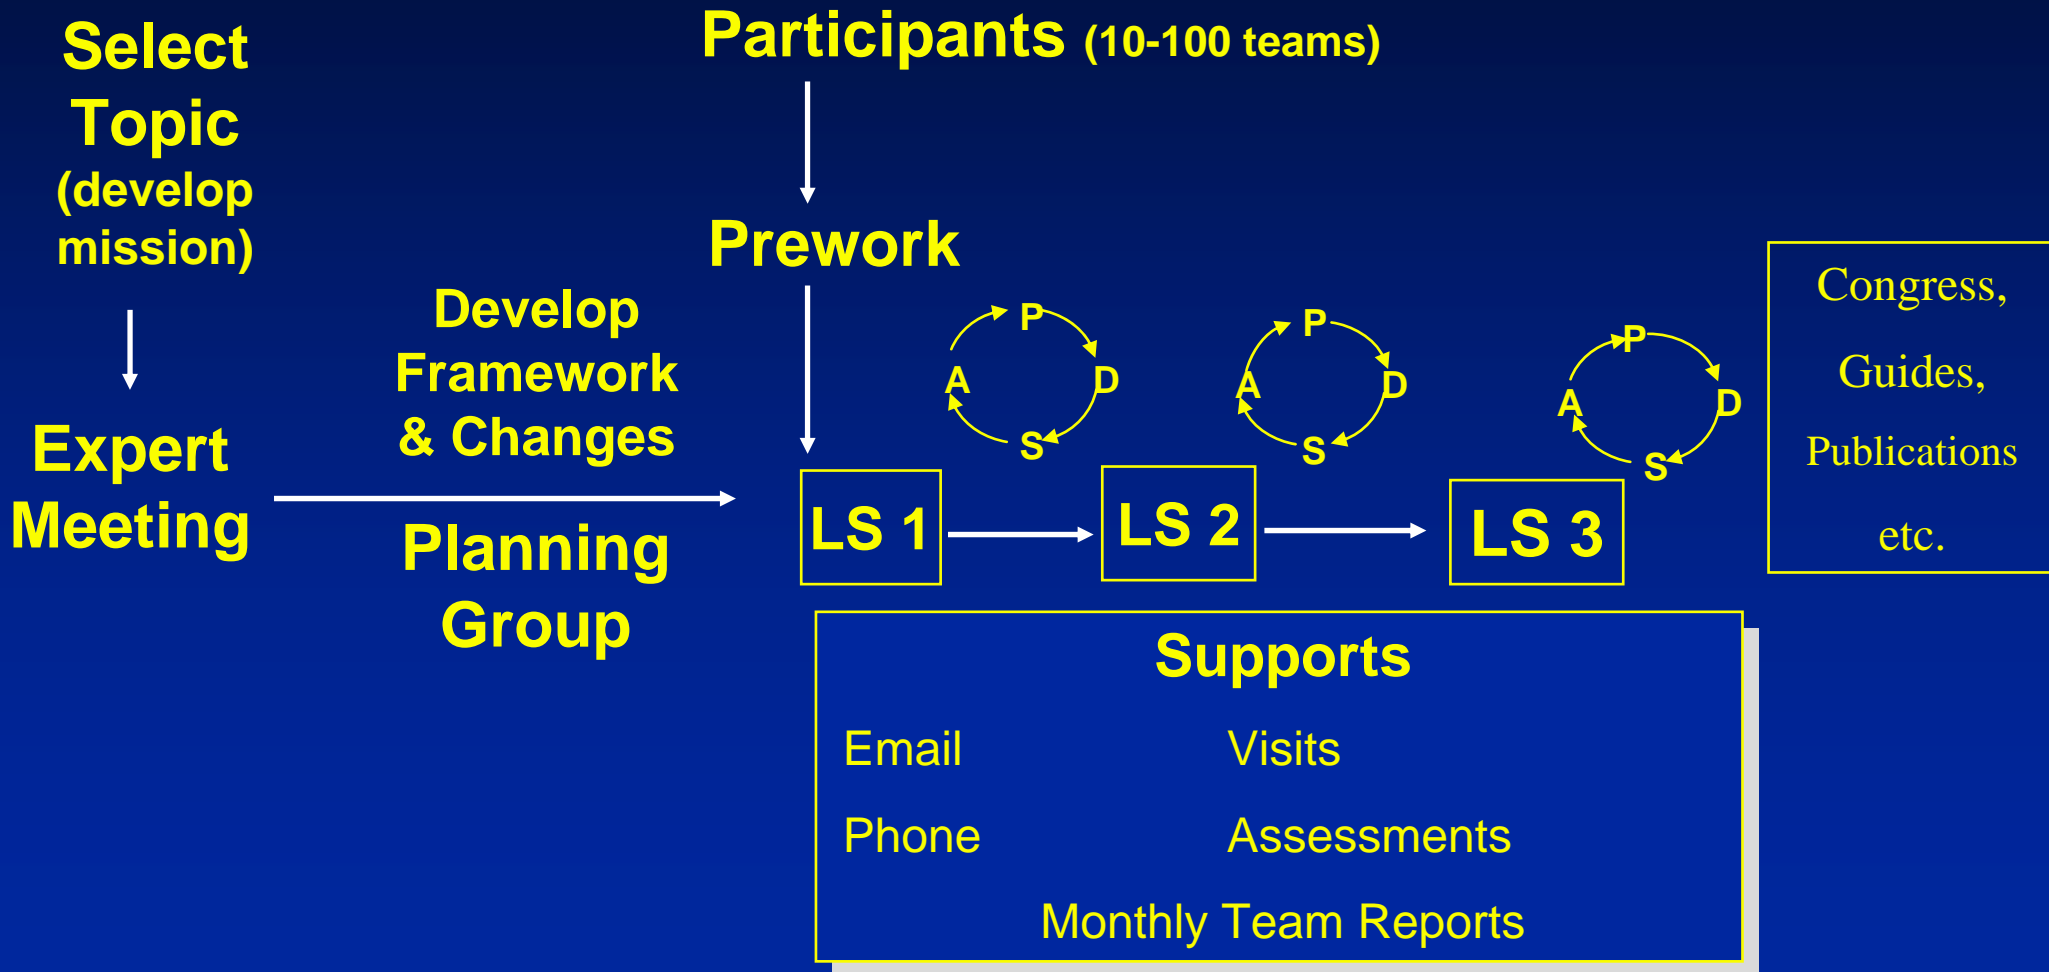 Select
Topic
(develop
mission)
Expert
Meeting
Develop
Framework
& Changes
Planning
Group
Participants (10-100 teams)
Prework
P
D
S
A
P
D
S
A
P
D
S
A
LS 1
LS 2
LS 3
Congress,
Guides,
Publications
etc.
Supports
Email Visits
Phone Assessments
Monthly Team Reports